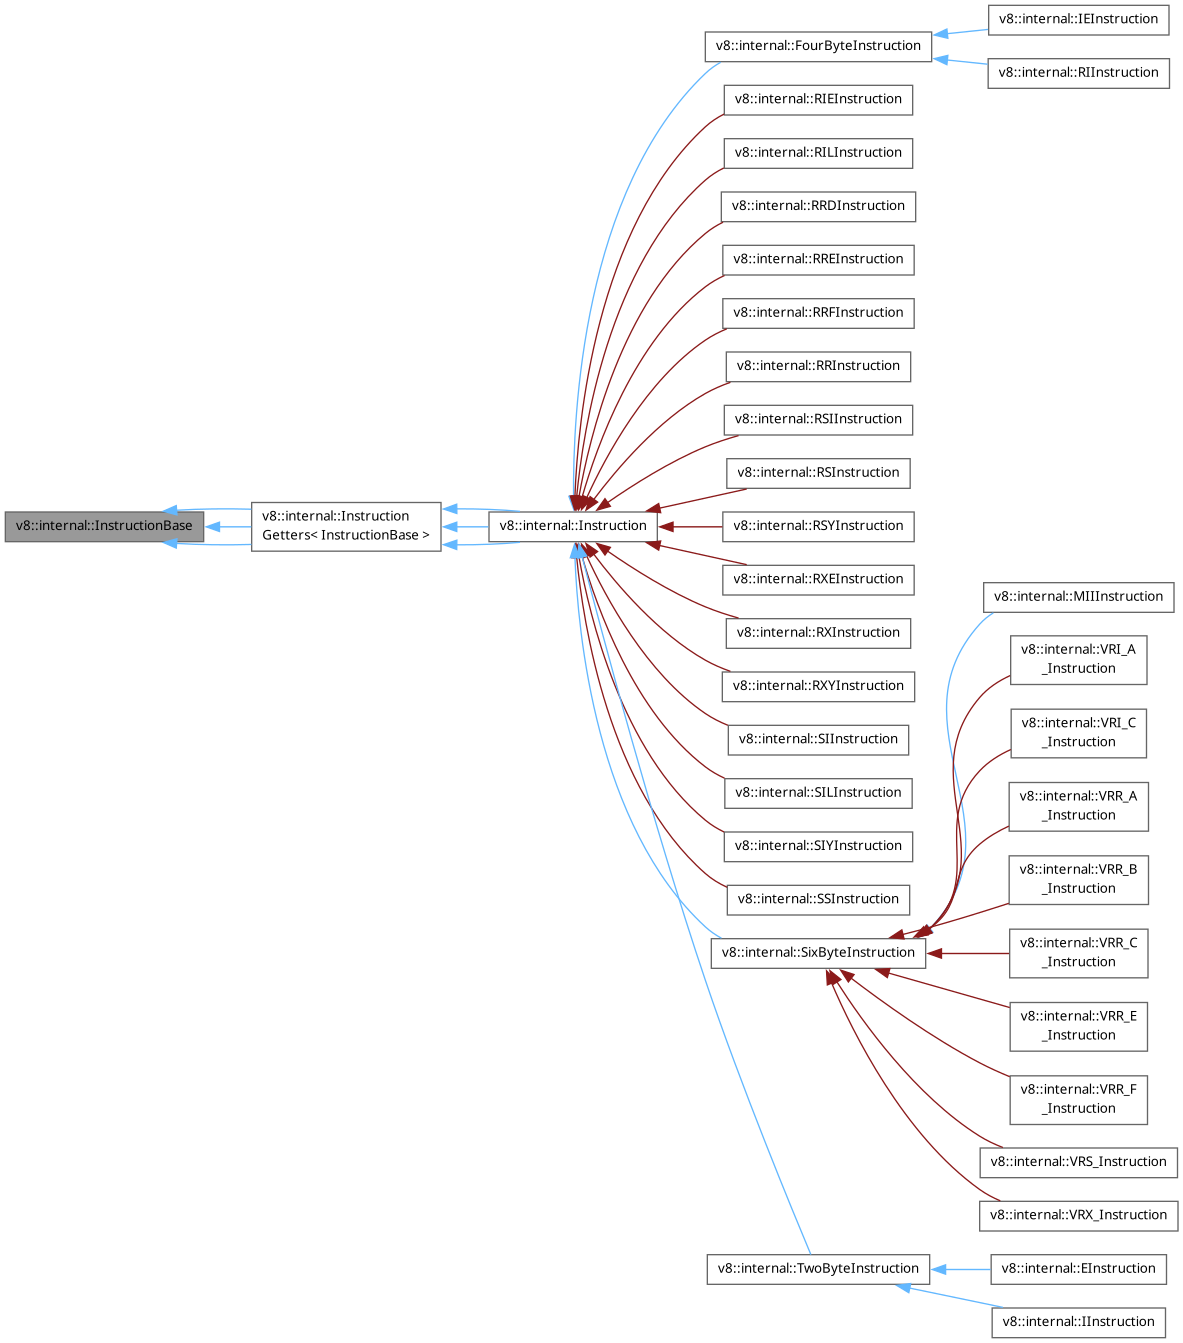 v8::internal::InstructionBase
v8::internal::Instruction
Getters< InstructionBase >
v8::internal::Instruction
v8::internal::FourByteInstruction
v8::internal::IEInstruction
v8::internal::RIInstruction
v8::internal::RIEInstruction
v8::internal::RILInstruction
v8::internal::RRDInstruction
v8::internal::RREInstruction
v8::internal::RRFInstruction
v8::internal::RRInstruction
v8::internal::RSIInstruction
v8::internal::RSInstruction
v8::internal::RSYInstruction
v8::internal::RXEInstruction
v8::internal::RXInstruction
v8::internal::RXYInstruction
v8::internal::SIInstruction
v8::internal::SILInstruction
v8::internal::SIYInstruction
v8::internal::SSInstruction
v8::internal::SixByteInstruction
v8::internal::MIIInstruction
v8::internal::VRI_A
_Instruction
v8::internal::VRI_C
_Instruction
v8::internal::VRR_A
_Instruction
v8::internal::VRR_B
_Instruction
v8::internal::VRR_C
_Instruction
v8::internal::VRR_E
_Instruction
v8::internal::VRR_F
_Instruction
v8::internal::VRS_Instruction
v8::internal::VRX_Instruction
v8::internal::TwoByteInstruction
v8::internal::EInstruction
v8::internal::IInstruction